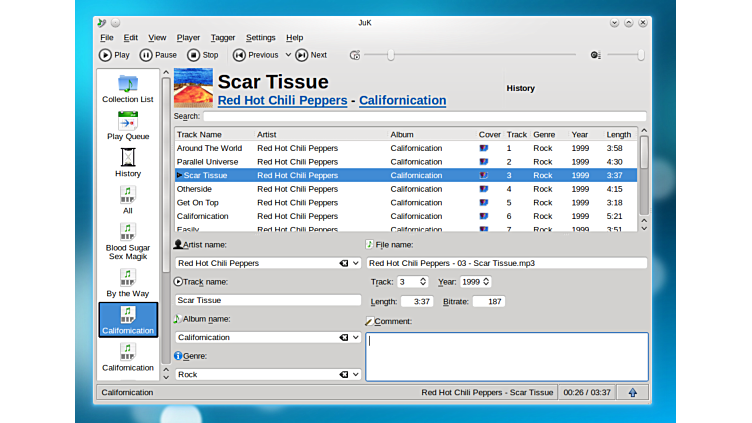 JuK
File Edit View Player Tagger Settings Help
Play Pause Stop Previous Next
Collection List
Play Queue
History
All
Blood Sugar
Sex Magik
By the Way
Californication
Californication
Scar Tissue
Red Hot Chili Peppers - Californication
History
Search:
Track Name Artist Album Cover Track Genre Year Length
Around The World Red Hot Chili Peppers Californication 1 Rock 1999 3:58
Parallel Universe Red Hot Chili Peppers Californication 2 Rock 1999 4:30
Scar Tissue Red Hot Chili Peppers Californication 3 Rock 1999 3:37
Otherside Red Hot Chili Peppers Californication 4 Rock 1999 4:15
Get On Top Red Hot Chili Peppers Californication 5 Rock 1999 3:18
Californication Red Hot Chili Peppers Californication 6 Rock 1999 5:21
Easily Red Hot Chili Peppers Californication 7 Rock 1999 3:51
Artist name: File name:
Red Hot Chili Peppers Red Hot Chili Peppers - 03 - Scar Tissue.mp3
Track name: Track: 3 Year: 1999
Scar Tissue Length: 3:37 Bitrate: 187
Album name: Comment:
Californication
Genre:
Rock
Californication Red Hot Chili Peppers - Scar Tissue 00:26 / 03:37